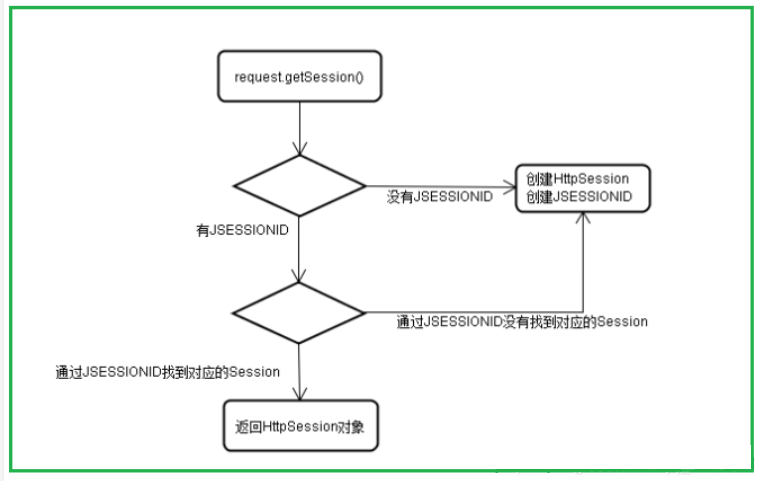 request.getSession()
没有JSESSIONID
创建HttpSession
创建JSESSIONID
有JSESSIONID
通过JSESSIONID没有找到对应的Session
通过JSESSIONID找到对应的Session
返回HttpSession对象